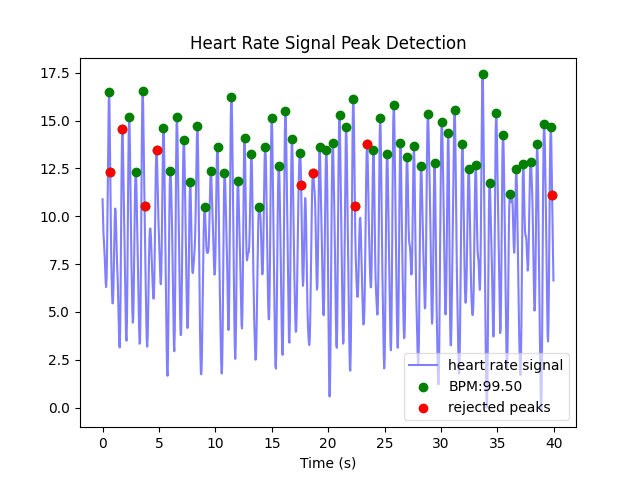 Heart Rate Signal Peak Detection
17.5
15.0
12.5
10.0
7.5
5.0
2.5
0.0
heart rate signal
BPM:99.50
rejected peaks
0 5 10 15 20 25 30 35 40
Time (s)